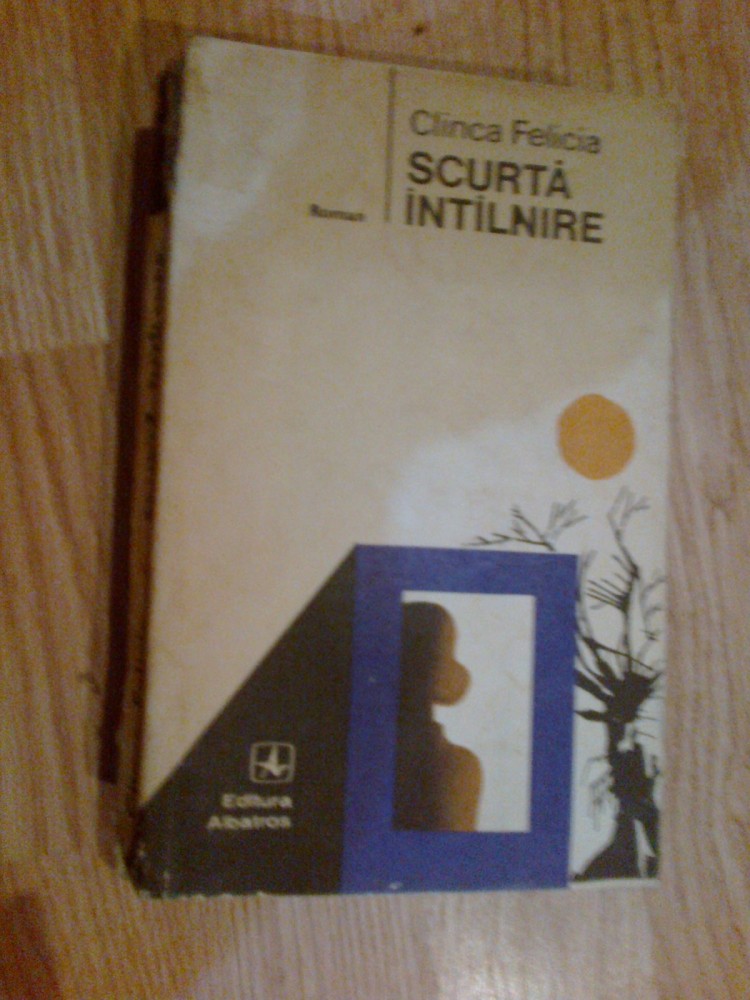 Clinca Felicia
SCURTĂ
ÎNTÎLNIRE
Roman
Editura
Albatros